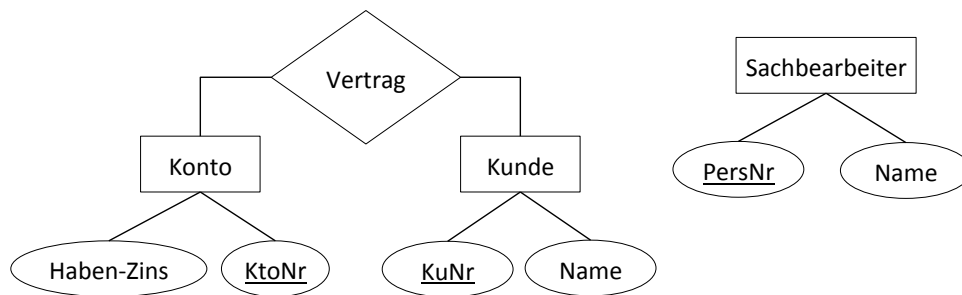 Vertrag
Sachbearbeiter
Konto
Kunde
PersNr
Name
Haben-Zins
KtoNr
KuNr
Name